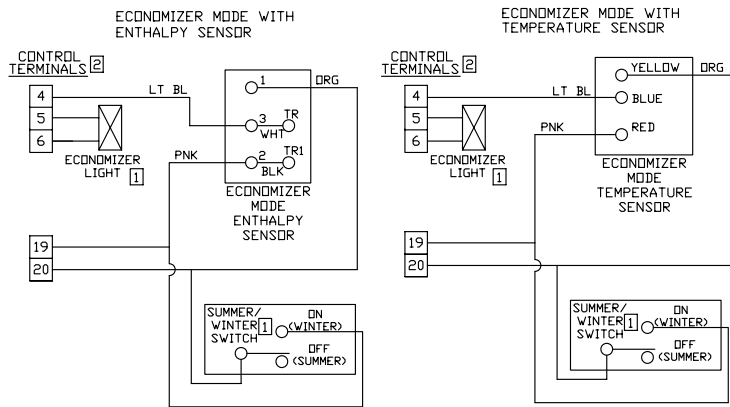 ECONOMIZER MODE WITH
ENTHALPY SENSOR
CONTROL
TERMINALS 2
4
5
6
LT BL
ECONOMIZER
LIGHT 1
PNK
1
ORG
3
WHT
TR
2
BLK
TR1
ECONOMIZER
MODE
ENTHALPY
SENSOR
19
20
SUMMER/
WINTER 1
SWITCH
ON
(WINTER)
OFF
(SUMMER)
ECONOMIZER MODE WITH
TEMPERATURE SENSOR
CONTROL
TERMINALS 2
4
5
6
LT BL
ECONOMIZER
LIGHT 1
PNK
YELLOW
ORG
BLUE
RED
ECONOMIZER
MODE
TEMPERATURE
SENSOR
19
20
SUMMER/
WINTER 1
SWITCH
ON
(WINTER)
OFF
(SUMMER)